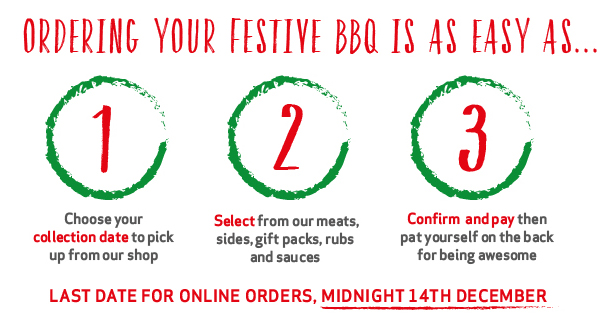 ORDERING YOUR FESTIVE BBQ IS AS EASY AS...
1
Choose your
collection date to pick
up from our shop
2
Select from our meats,
sides, gift packs, rubs
and sauces
3
Confirm and pay then
pat yourself on the back
for being awesome
LAST DATE FOR ONLINE ORDERS, MIDNIGHT 14TH DECEMBER